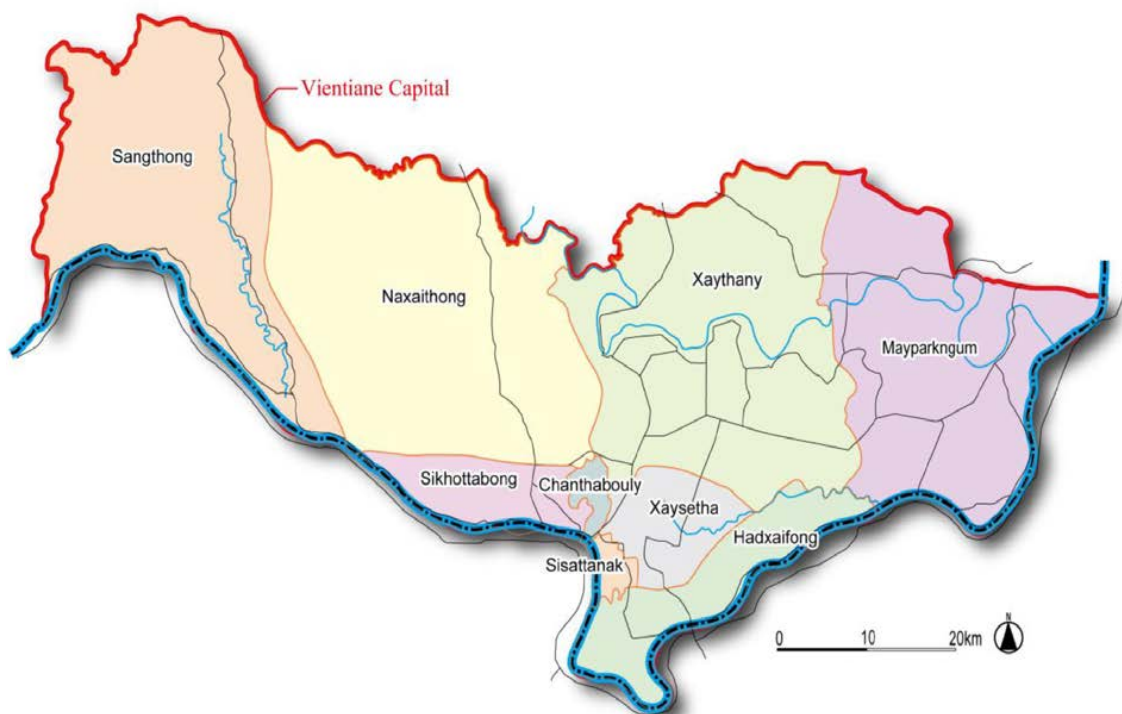 Vientiane Capital
Sangthong
Naxaithong
Xaythany
Mayparkngum
Sikhottabong
Chanthabouly
Xaysetha
Hadxaifong
Sisattanak
N
0 10 20km